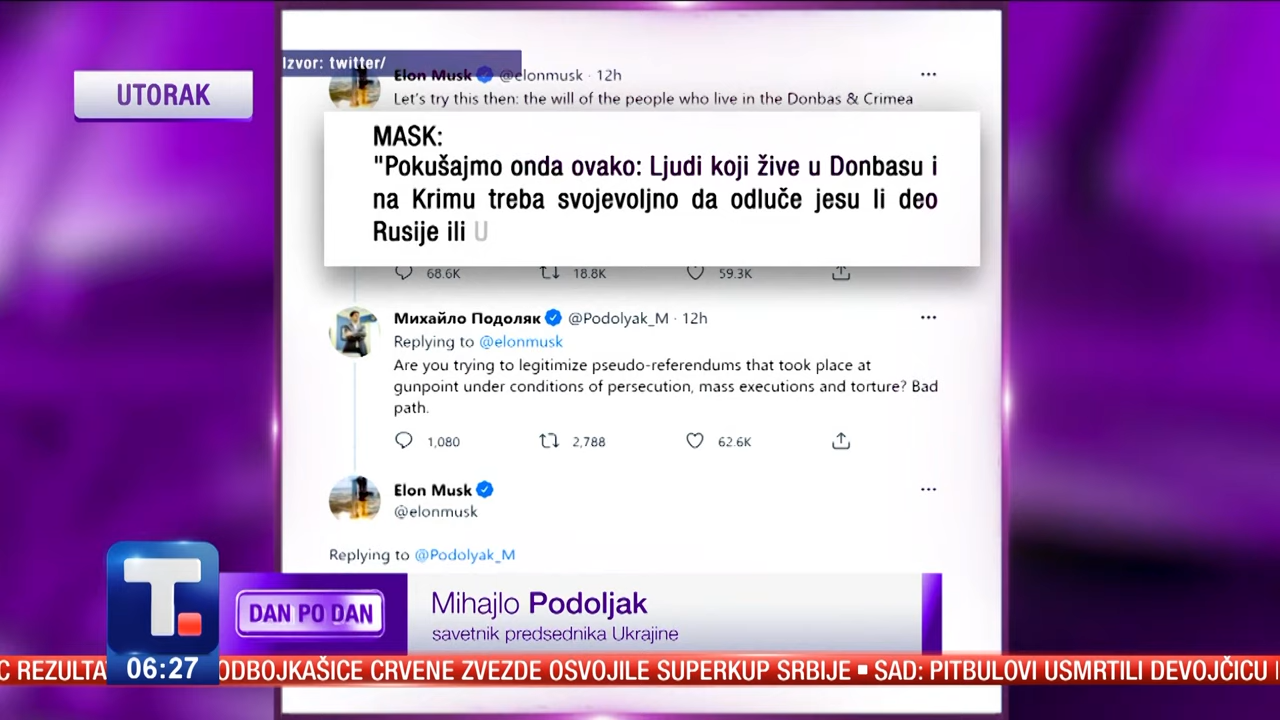 Izvor: twitter/
UTORAK
Elon Musk @elonmusk · 12h
Let's try this then: the will of the people who live in the Donbas & Crimea
MASK:
"Pokušajmo onda ovako: Ljudi koji žive u Donbasu i
na Krimu treba svojevoljno da odluče jesu li deo
Rusije ili U
68.6K 18.8K 59.3K
Михайло Подоляк @Podolyak_M · 12h
Replying to @elonmusk
Are you trying to legitimize pseudo-referendums that took place at
gunpoint under conditions of persecution, mass executions and torture? Bad
path.
1,080 2,788 62.6K
Elon Musk
@elonmusk
Replying to @Podolyak_M
T.
DAN PO DAN
Mihajlo Podoljak
savetnik predsednika Ukrajine
C REZULTA
06:27
ODBOJKAŠICE CRVENE ZVEZDE OSVOJILE SUPERKUP SRBIJE ▪ SAD: PITBULOVI USMRTILI DEVOJČICU I